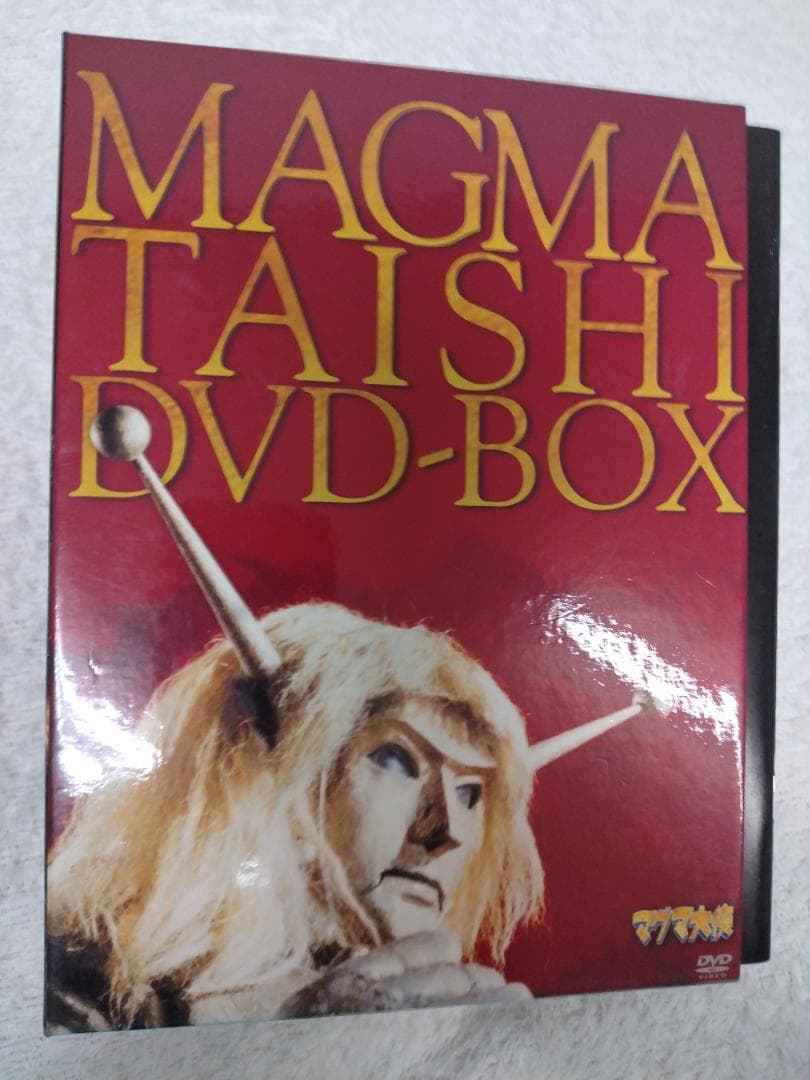 MAGMA
TAISHI
DVD-BOX
マグマ大使
DVD
VIDEO